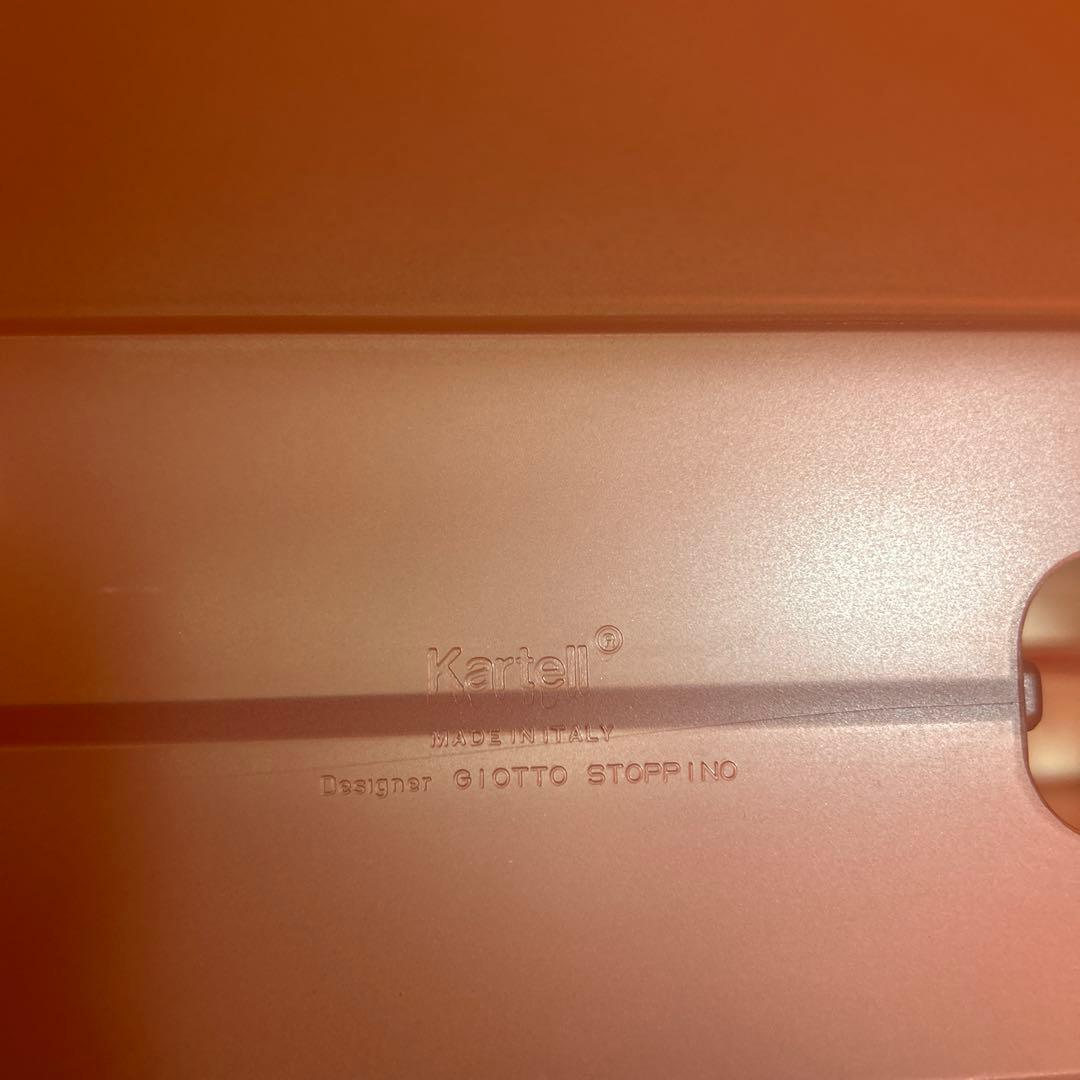 Kartell®
MADE IN ITALY
Designer GIOTTO STOPPINO